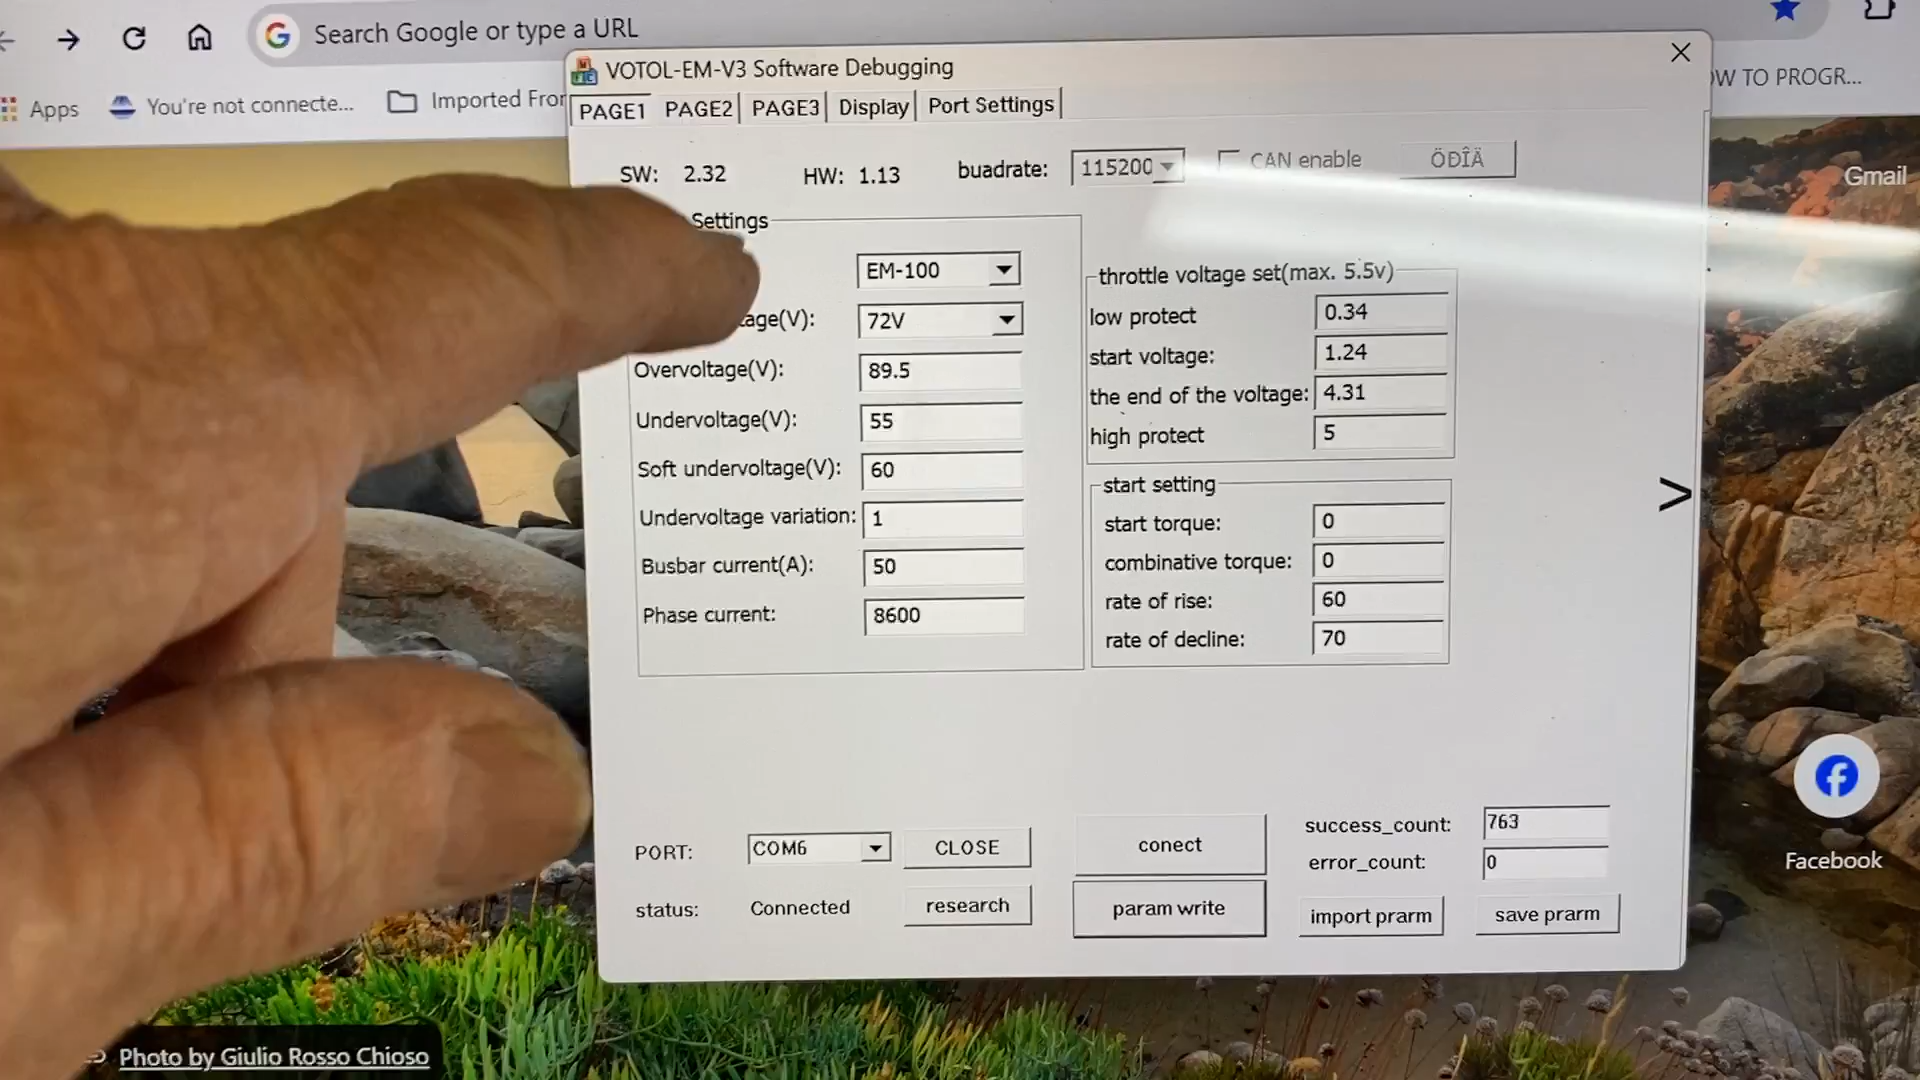 Search Google or type a URL
Apps
You're not connecte...
Imported Fro
OW TO PROGR...
Gmail
VOTOL-EM-V3 Software Debugging
PAGE1 PAGE2 PAGE3 Display Port Settings
SW: 2.32 HW: 1.13 buadrate: 115200 CAN enable ÖÐÎÄ
Settings
EM-100
tage(V): 72V
Overvoltage(V): 89.5
Undervoltage(V): 55
Soft undervoltage(V): 60
Undervoltage variation: 1
Busbar current(A): 50
Phase current: 8600
throttle voltage set(max. 5.5v)
low protect 0.34
start voltage: 1.24
the end of the voltage: 4.31
high protect 5
start setting
start torque: 0
combinative torque: 0
rate of rise: 60
rate of decline: 70
>
PORT: COM6 CLOSE conect success_count: 763
error_count: 0
status: Connected research param write import prarm save prarm
Facebook
Photo by Giulio Rosso Chioso